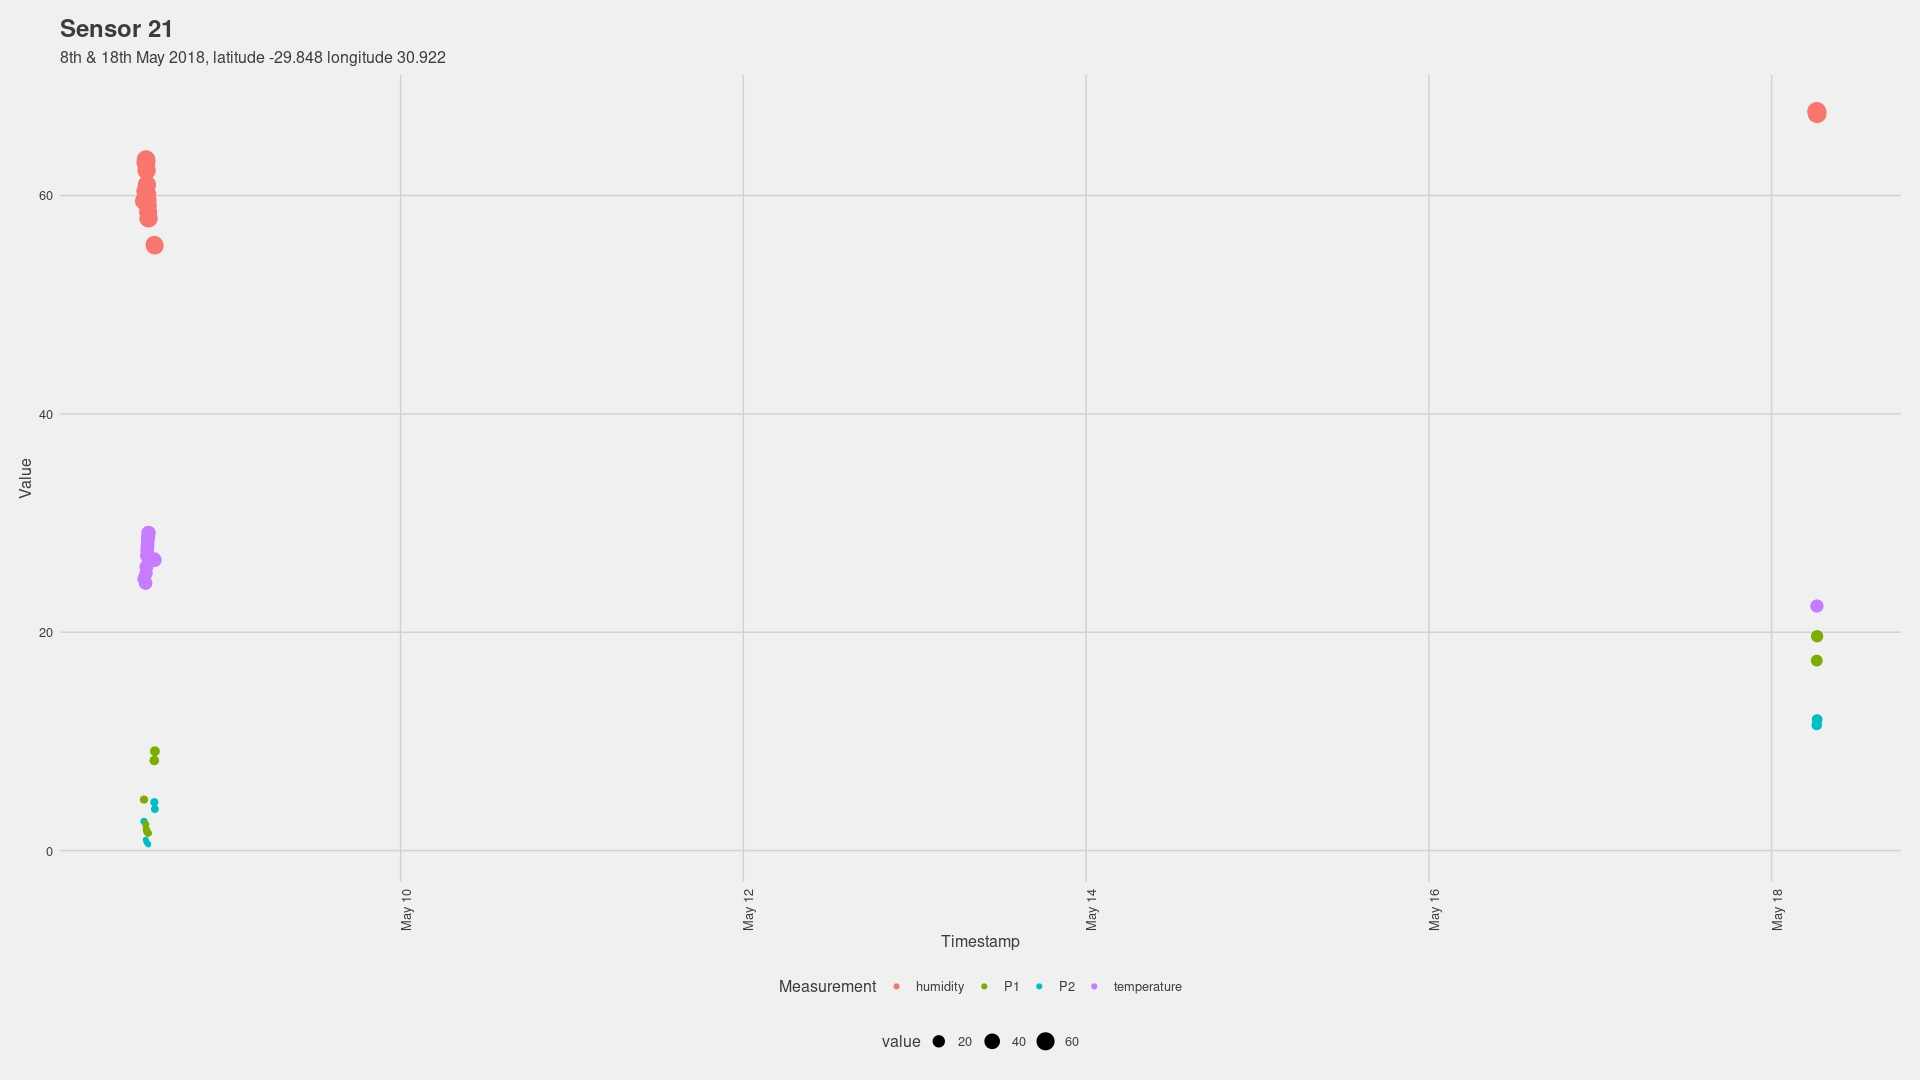 Sensor 21
8th & 18th May 2018, latitude -29.848 longitude 30.922
Value
60
40
20
0
May 10
May 12
May 14
May 16
May 18
Timestamp
Measurement humidity P1 P2 temperature
value 20 40 60